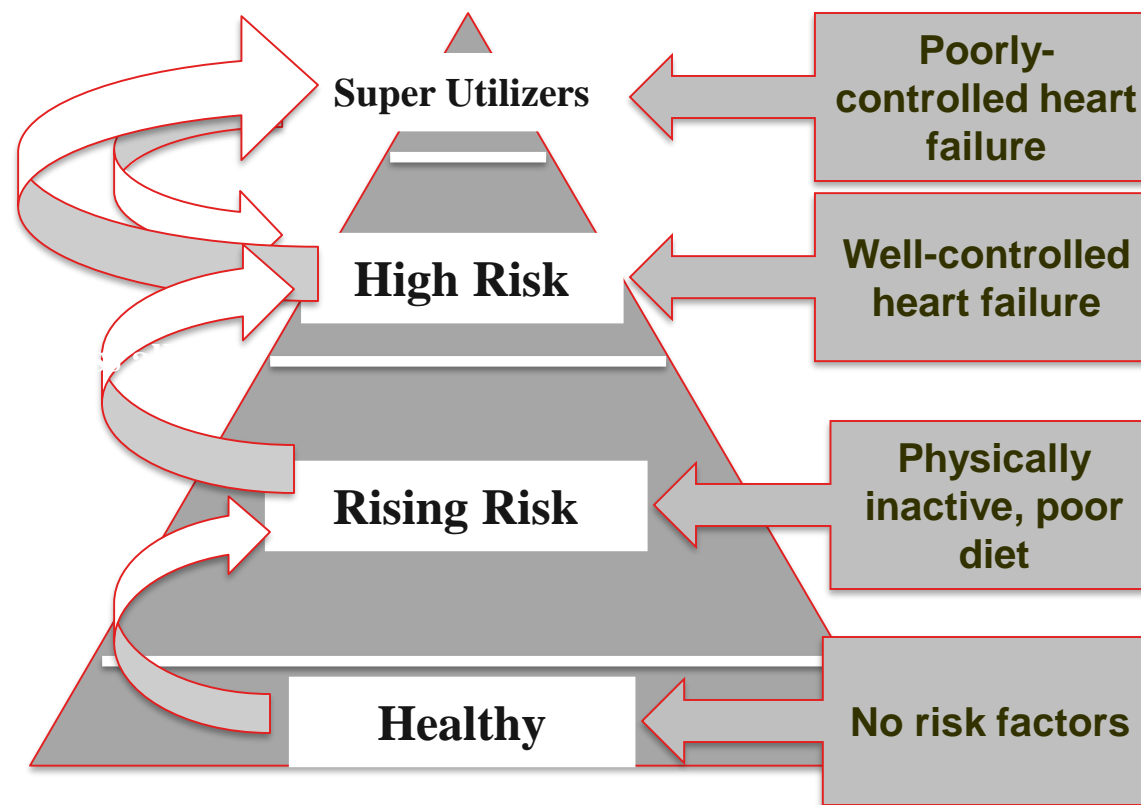 Super Utilizers
Poorly-
controlled heart
failure
High Risk
Well-controlled
heart failure
Rising Risk
Physically
inactive, poor
diet
Healthy
No risk factors